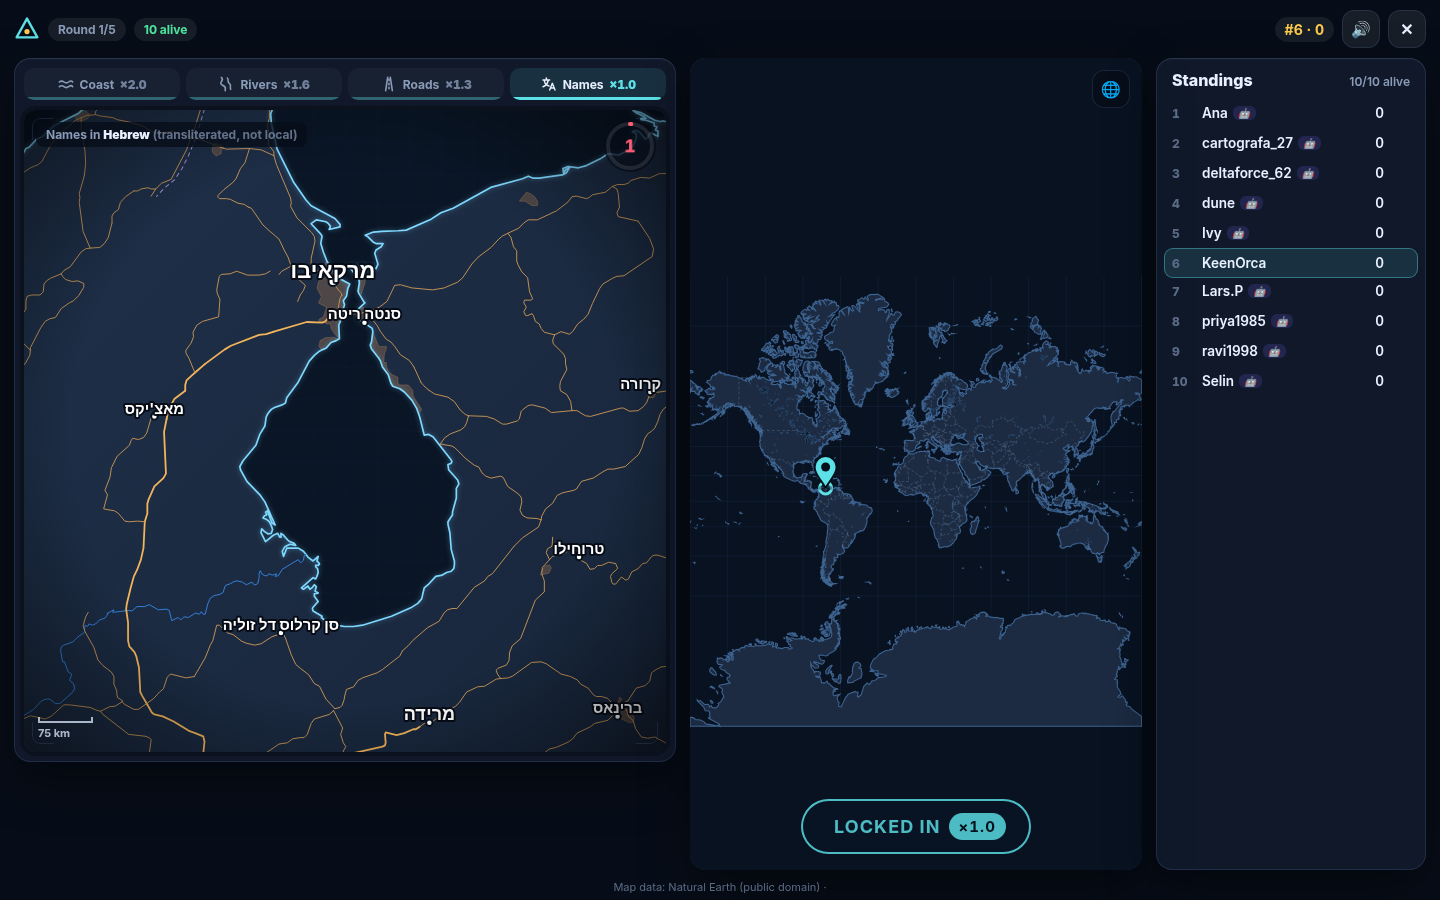 Round 1/5
10 alive
#6 · 0
Coast ×2.0
Rivers ×1.6
Roads ×1.3
Names ×1.0
Names in Hebrew (transliterated, not local)
1
מרקאיבו
סנטה ריטה
קרורה
מאצ'יקס
טרוחילו
סן קרלוס דל זוליה
מרידה
ברינאס
75 km
LOCKED IN ×1.0
Standings
10/10 alive
1 Ana 0
2 cartografa_27 0
3 deltaforce_62 0
4 dune 0
5 Ivy 0
6 KeenOrca 0
7 Lars.P 0
8 priya1985 0
9 ravi1998 0
10 Selin 0
Map data: Natural Earth (public domain) ·